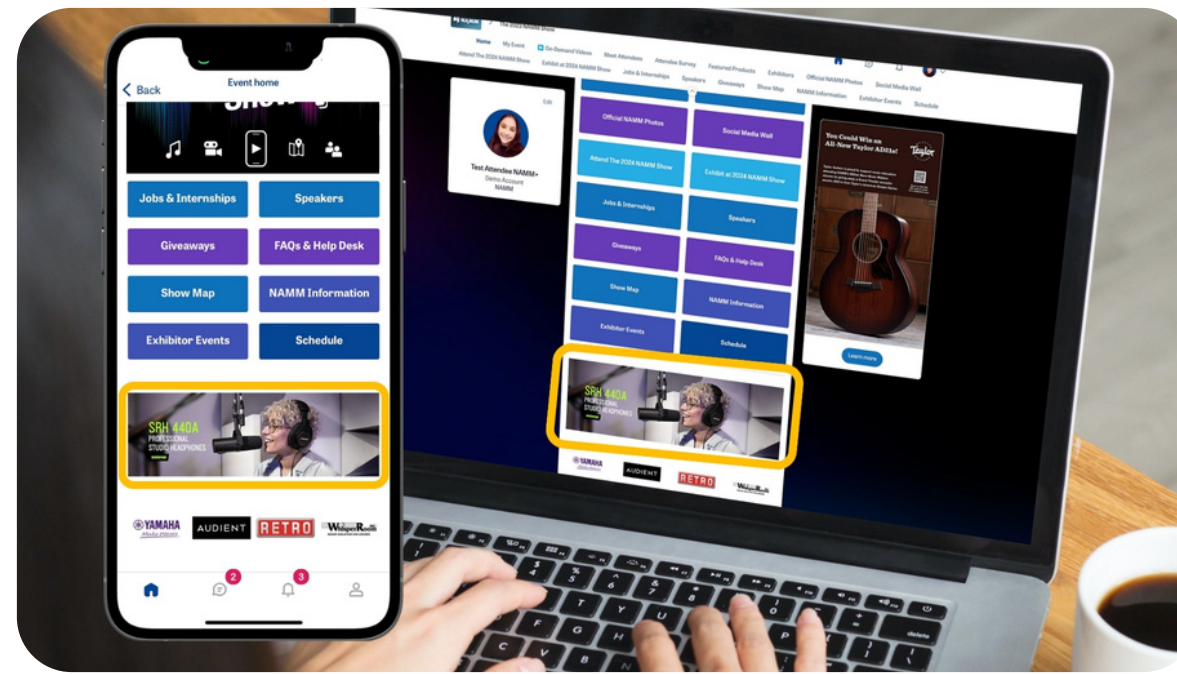 Back
Event home
Show
Jobs & Internships
Speakers
Giveaways
FAQs & Help Desk
Show Map
NAMM Information
Exhibitor Events
Schedule
SRH 440A
PROFESSIONAL
STUDIO HEADPHONES
YAMAHA
AUDIENT
RETRO
WhisperRoom
2
3
Home
My Event
On-Demand Videos
Meet Attendees
Attendee Survey
Featured Products
Exhibitors
Official NAMM Photos
Social Media Wall
Attend The 2024 NAMM Show
Exhibit at 2024 NAMM Show
Jobs & Internships
Speakers
Giveaways
Show Map
NAMM Information
Exhibitor Events
Schedule
Edit
Test Attendee NAMM+
Demo Account
NAMM
Official NAMM Photos
Social Media Wall
Attend The 2024 NAMM Show
Exhibit at 2024 NAMM Show
Jobs & Internships
Speakers
Giveaways
FAQs & Help Desk
Show Map
NAMM Information
Exhibitor Events
Schedule
SRH 440A
PROFESSIONAL
STUDIO HEADPHONES
YAMAHA
AUDIENT
RETRO
WhisperRoom
You Could Win an
All-New Taylor AD21e!
Taylor
Learn more
delete